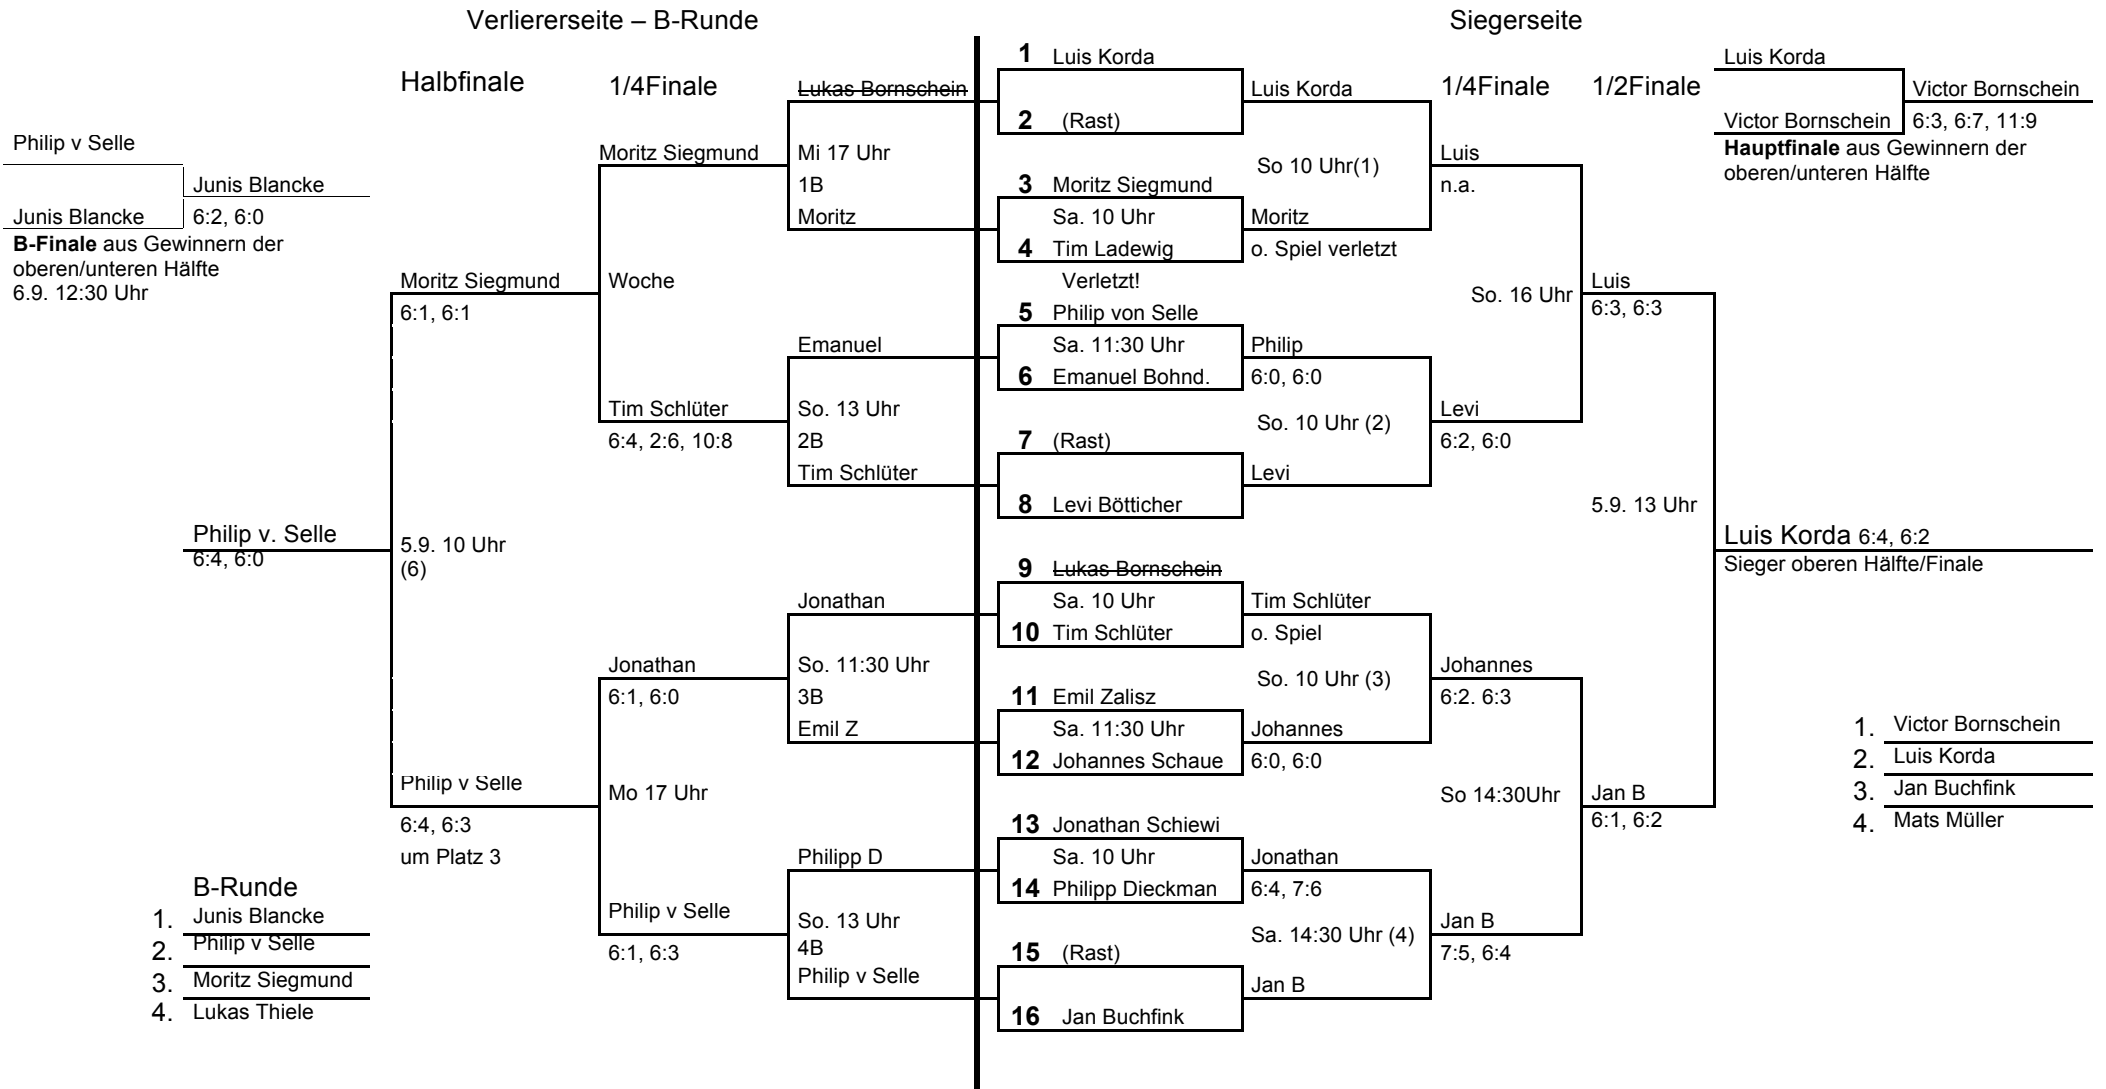 Verliererseite – B-Runde
Siegerseite
Halbfinale
1/4Finale
1/4Finale
1/2Finale
Philip v Selle
Junis Blancke
Junis Blancke
6:2, 6:0
B-Finale aus Gewinnern der
oberen/unteren Hälfte
6.9. 12:30 Uhr
Philip v. Selle
6:4, 6:0
B-Runde
1. Junis Blancke
2. Philip v Selle
3. Moritz Siegmund
4. Lukas Thiele
Moritz Siegmund
6:1, 6:1
5.9. 10 Uhr
(6)
Philip v Selle
6:4, 6:3
um Platz 3
Moritz Siegmund
Woche
Tim Schlüter
6:4, 2:6, 10:8
Jonathan
6:1, 6:0
Mo 17 Uhr
Philip v Selle
6:1, 6:3
Lukas Bornschein
Mi 17 Uhr
1B
Moritz
Emanuel
So. 13 Uhr
2B
Tim Schlüter
Jonathan
So. 11:30 Uhr
3B
Emil Z
Philipp D
So. 13 Uhr
4B
Philip v Selle
1 Luis Korda
2 (Rast)
3 Moritz Siegmund
Sa. 10 Uhr
4 Tim Ladewig
Verletzt!
5 Philip von Selle
Sa. 11:30 Uhr
6 Emanuel Bohnd.
7 (Rast)
8 Levi Bötticher
9 Lukas Bornschein
Sa. 10 Uhr
10 Tim Schlüter
11 Emil Zalisz
Sa. 11:30 Uhr
12 Johannes Schaue
13 Jonathan Schiewi
Sa. 10 Uhr
14 Philipp Dieckman
15 (Rast)
16 Jan Buchfink
Luis Korda
So 10 Uhr(1)
Moritz
o. Spiel verletzt
Philip
6:0, 6:0
So. 10 Uhr (2)
Levi
Tim Schlüter
o. Spiel
So. 10 Uhr (3)
Johannes
6:0, 6:0
Jonathan
6:4, 7:6
Sa. 14:30 Uhr (4)
Jan B
Luis
n.a.
So. 16 Uhr
Levi
6:2, 6:0
Johannes
6:2. 6:3
So 14:30Uhr
Jan B
7:5, 6:4
Luis
6:3, 6:3
5.9. 13 Uhr
Jan B
6:1, 6:2
Luis Korda
Victor Bornschein
Victor Bornschein
6:3, 6:7, 11:9
Hauptfinale aus Gewinnern der
oberen/unteren Hälfte
Luis Korda 6:4, 6:2
Sieger oberen Hälfte/Finale
1. Victor Bornschein
2. Luis Korda
3. Jan Buchfink
4. Mats Müller